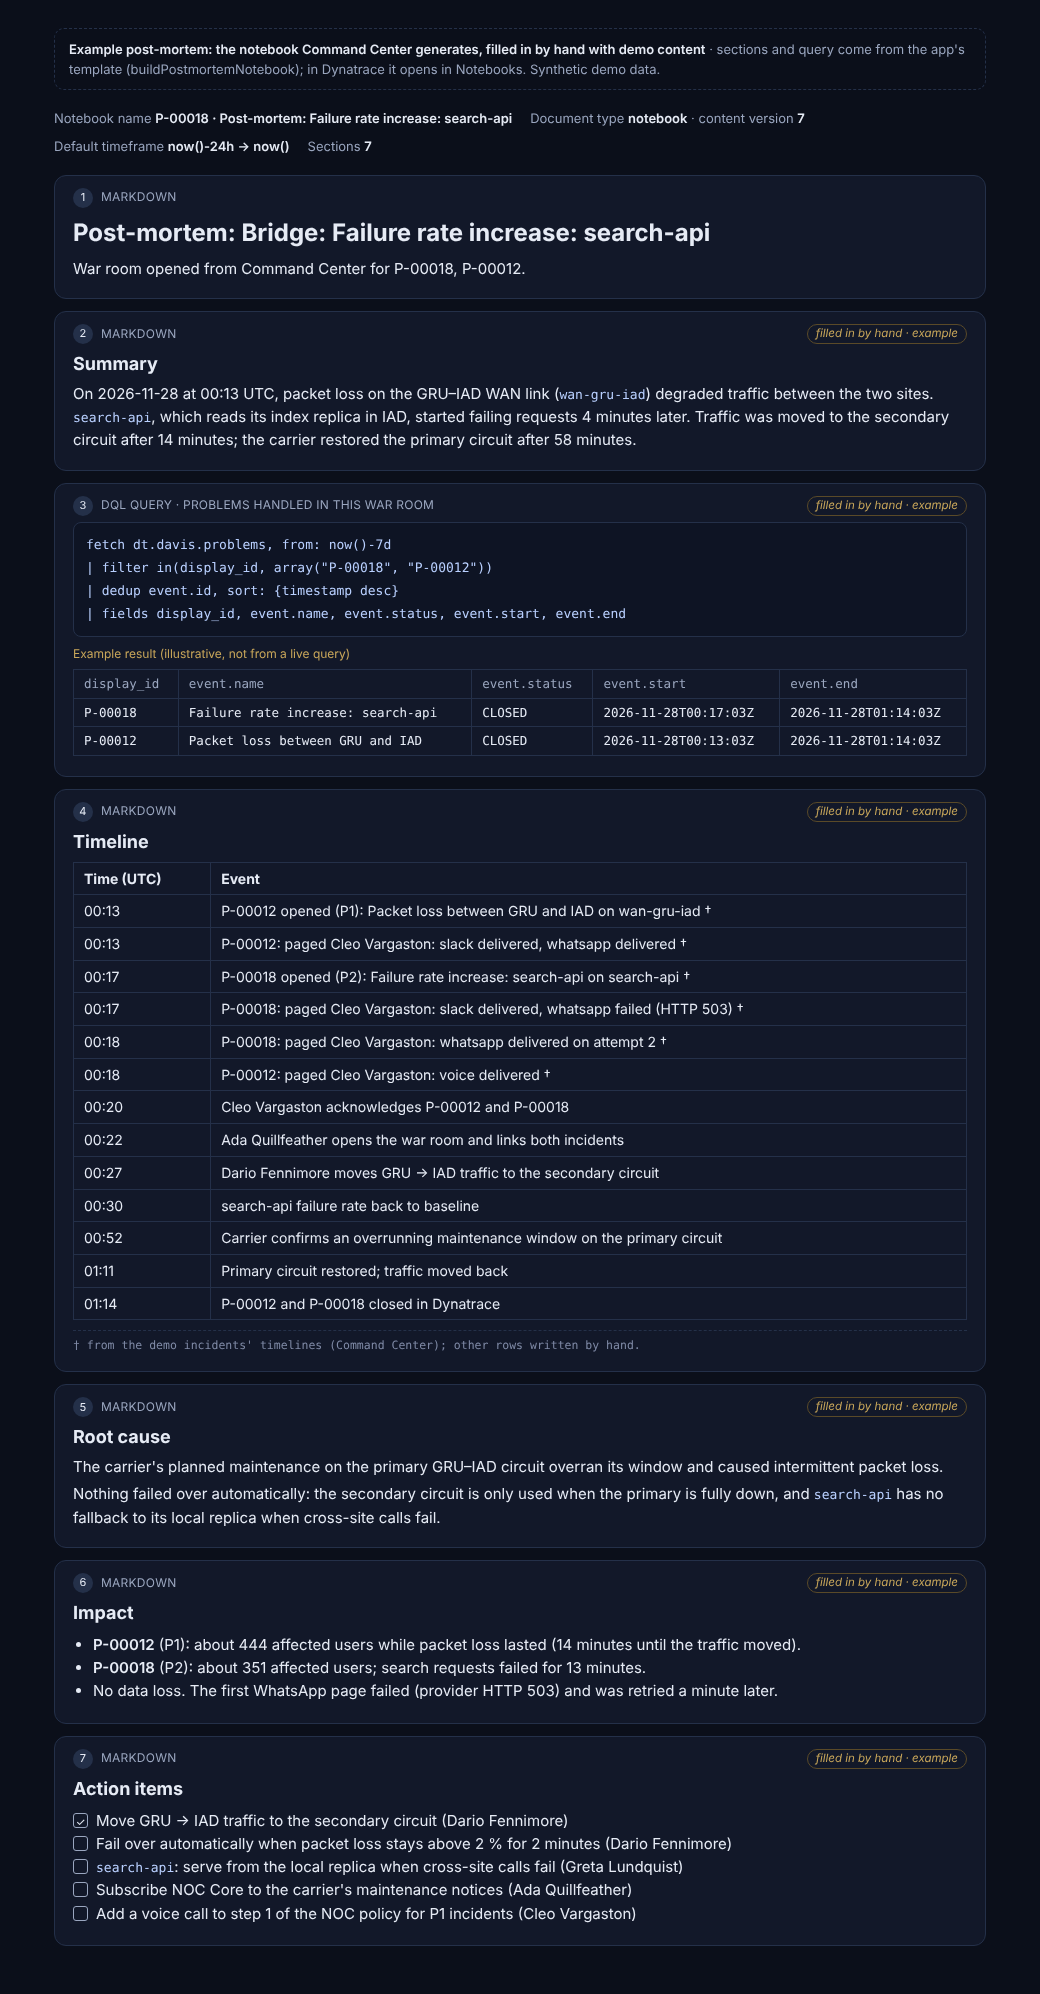 Example post-mortem: the notebook Command Center generates, filled in by hand with demo content · sections and query come from the app's
template (buildPostmortemNotebook); in Dynatrace it opens in Notebooks. Synthetic demo data.
Notebook name P-00018 · Post-mortem: Failure rate increase: search-api Document type notebook · content version 7
Default timeframe now()-24h → now() Sections 7
1 MARKDOWN
Post-mortem: Bridge: Failure rate increase: search-api
War room opened from Command Center for P-00018, P-00012.
2 MARKDOWN filled in by hand · example
Summary
On 2026-11-28 at 00:13 UTC, packet loss on the GRU–IAD WAN link (wan-gru-iad) degraded traffic between the two sites.
search-api, which reads its index replica in IAD, started failing requests 4 minutes later. Traffic was moved to the secondary
circuit after 14 minutes; the carrier restored the primary circuit after 58 minutes.
3 DQL QUERY · PROBLEMS HANDLED IN THIS WAR ROOM filled in by hand · example
fetch dt.davis.problems, from: now()-7d
| filter in(display_id, array("P-00018", "P-00012"))
| dedup event.id, sort: {timestamp desc}
| fields display_id, event.name, event.status, event.start, event.end
Example result (illustrative, not from a live query)
display_id event.name event.status event.start event.end
P-00018 Failure rate increase: search-api CLOSED 2026-11-28T00:17:03Z 2026-11-28T01:14:03Z
P-00012 Packet loss between GRU and IAD CLOSED 2026-11-28T00:13:03Z 2026-11-28T01:14:03Z
4 MARKDOWN filled in by hand · example
Timeline
Time (UTC) Event
00:13 P-00012 opened (P1): Packet loss between GRU and IAD on wan-gru-iad †
00:13 P-00012: paged Cleo Vargaston: slack delivered, whatsapp delivered †
00:17 P-00018 opened (P2): Failure rate increase: search-api on search-api †
00:17 P-00018: paged Cleo Vargaston: slack delivered, whatsapp failed (HTTP 503) †
00:18 P-00018: paged Cleo Vargaston: whatsapp delivered on attempt 2 †
00:18 P-00012: paged Cleo Vargaston: voice delivered †
00:20 Cleo Vargaston acknowledges P-00012 and P-00018
00:22 Ada Quillfeather opens the war room and links both incidents
00:27 Dario Fennimore moves GRU → IAD traffic to the secondary circuit
00:30 search-api failure rate back to baseline
00:52 Carrier confirms an overrunning maintenance window on the primary circuit
01:11 Primary circuit restored; traffic moved back
01:14 P-00012 and P-00018 closed in Dynatrace
† from the demo incidents' timelines (Command Center); other rows written by hand.
5 MARKDOWN filled in by hand · example
Root cause
The carrier's planned maintenance on the primary GRU–IAD circuit overran its window and caused intermittent packet loss.
Nothing failed over automatically: the secondary circuit is only used when the primary is fully down, and search-api has no
fallback to its local replica when cross-site calls fail.
6 MARKDOWN filled in by hand · example
Impact
• P-00012 (P1): about 444 affected users while packet loss lasted (14 minutes until the traffic moved).
• P-00018 (P2): about 351 affected users; search requests failed for 13 minutes.
• No data loss. The first WhatsApp page failed (provider HTTP 503) and was retried a minute later.
7 MARKDOWN filled in by hand · example
Action items
Move GRU → IAD traffic to the secondary circuit (Dario Fennimore)
Fail over automatically when packet loss stays above 2 % for 2 minutes (Dario Fennimore)
search-api: serve from the local replica when cross-site calls fail (Greta Lundquist)
Subscribe NOC Core to the carrier's maintenance notices (Ada Quillfeather)
Add a voice call to step 1 of the NOC policy for P1 incidents (Cleo Vargaston)